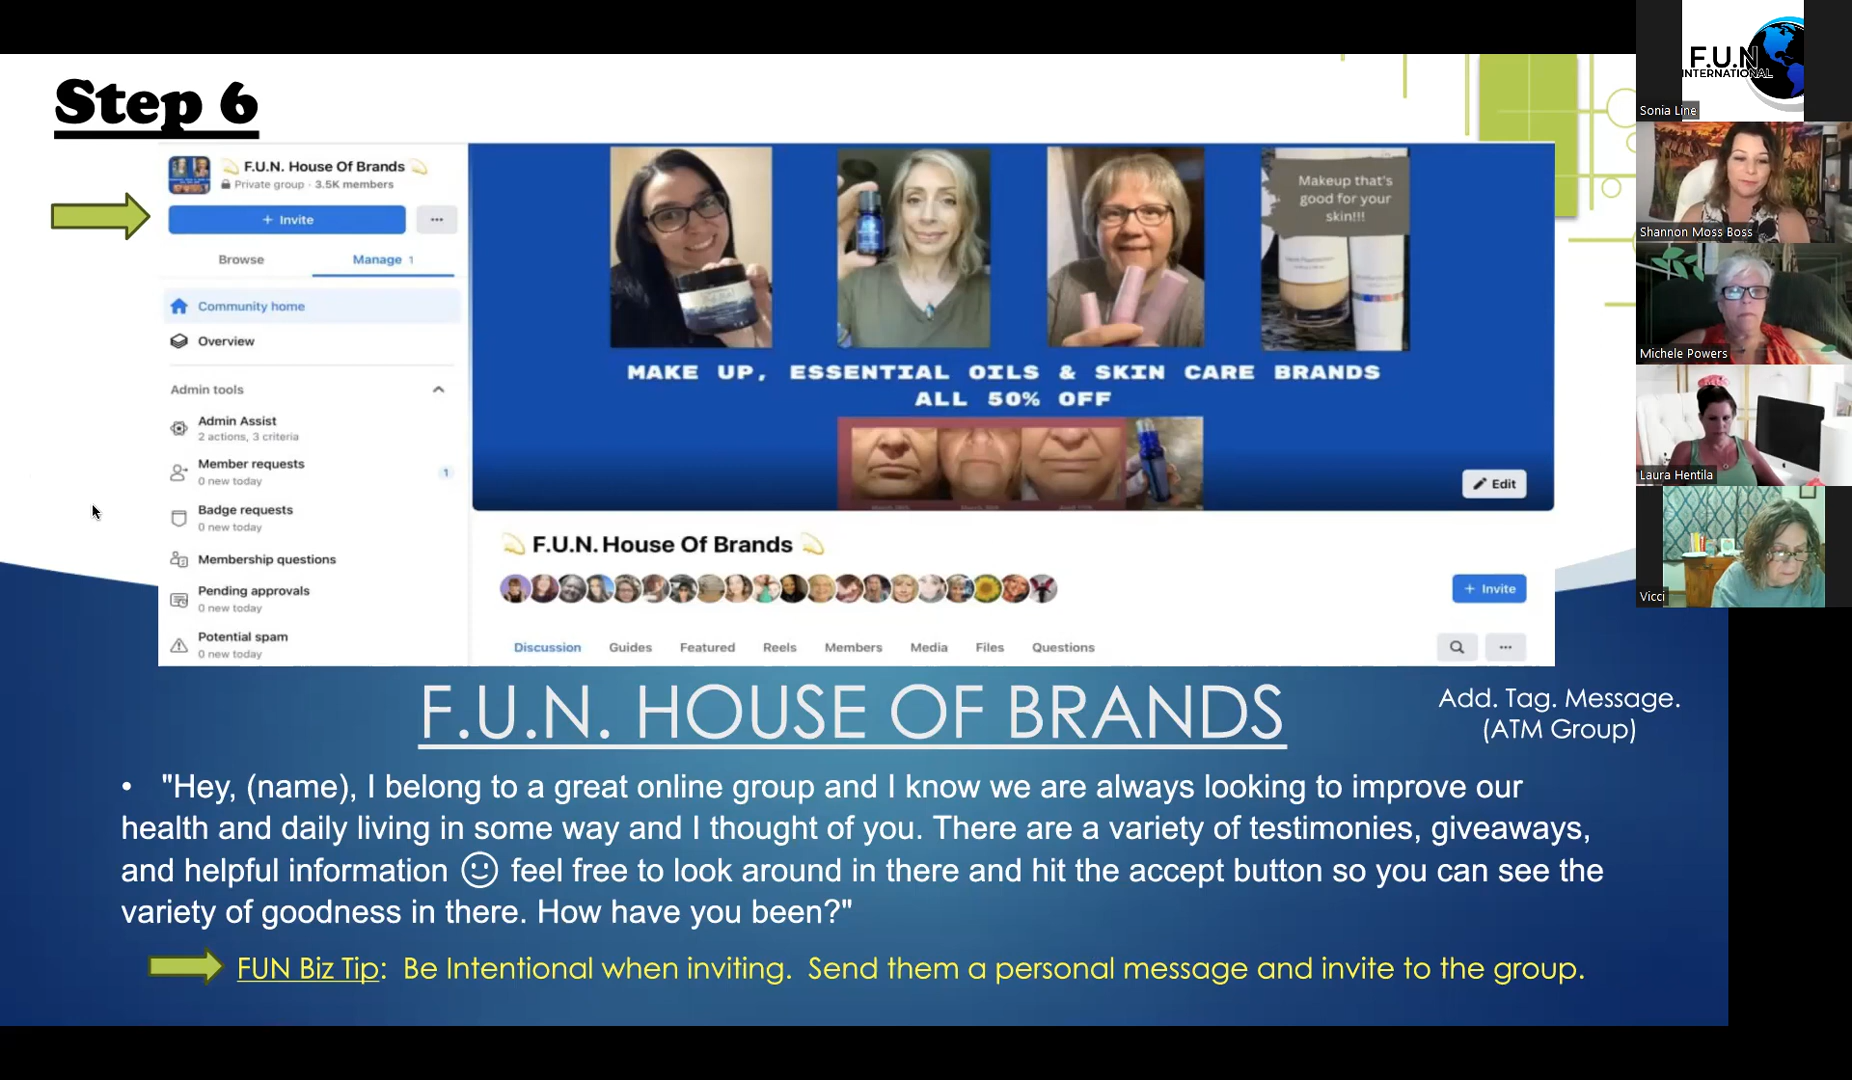 Step 6
F.U.N. House Of Brands
Private group · 3.5K members
+ Invite
...
Browse
Manage 1
Community home
Overview
Admin tools
Admin Assist
2 actions, 3 criteria
Member requests
0 new today
1
Badge requests
0 new today
Membership questions
Pending approvals
0 new today
Potential spam
0 new today
Makeup that's
good for your
skin!!!
MAKE UP, ESSENTIAL OILS & SKIN CARE BRANDS
ALL 50% OFF
Edit
F.U.N. House Of Brands
+ Invite
Discussion Guides Featured Reels Members Media Files Questions
...
F.U.N. HOUSE OF BRANDS
Add. Tag. Message.
(ATM Group)
• "Hey, (name), I belong to a great online group and I know we are always looking to improve our
health and daily living in some way and I thought of you. There are a variety of testimonies, giveaways,
and helpful information ☺ feel free to look around in there and hit the accept button so you can see the
variety of goodness in there. How have you been?"
FUN Biz Tip: Be Intentional when inviting. Send them a personal message and invite to the group.
F.U.N
INTERNATIONAL
Sonia Line
Shannon Moss Boss
Michele Powers
Laura Hentila
Vicci